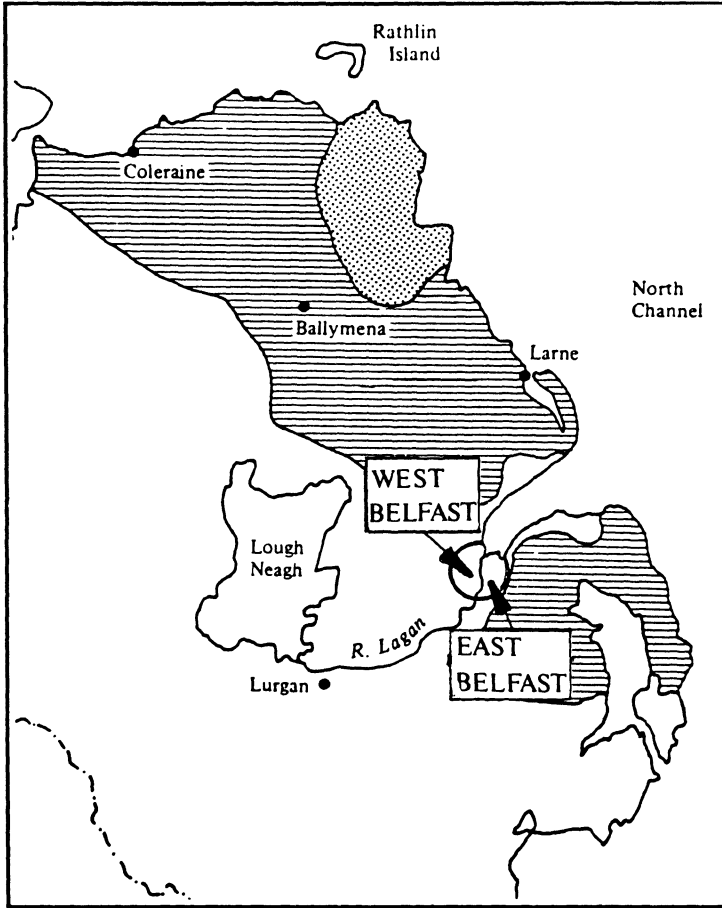 Rathlin
Island
Coleraine
North
Channel
Ballymena
Larne
WEST
BELFAST
Lough
Neagh
R. Lagan
EAST
BELFAST
Lurgan